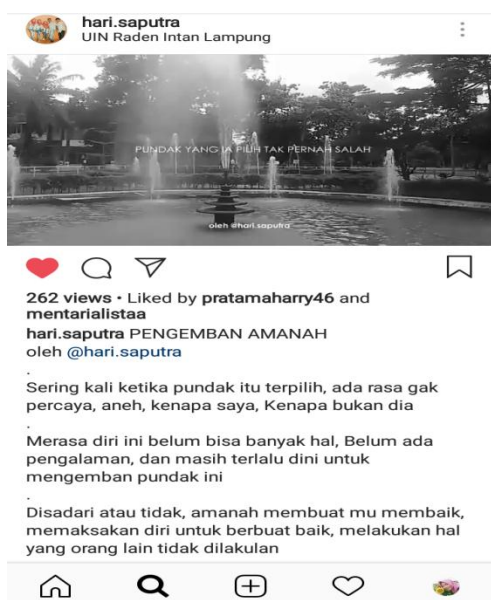 hari.saputra
UIN Raden Intan Lampung
PUNDAK YANG IA PILIH TAK PERNAH SALAH
oleh @hari.saputra
262 views • Liked by pratamaharry46 and
mentarialistaa
hari.saputra PENGEMBAN AMANAH
oleh @hari.saputra
.
Sering kali ketika pundak itu terpilih, ada rasa gak
percaya, aneh, kenapa saya, Kenapa bukan dia
.
Merasa diri ini belum bisa banyak hal, Belum ada
pengalaman, dan masih terlalu dini untuk
mengemban pundak ini
.
Disadari atau tidak, amanah membuat mu membaik,
memaksakan diri untuk berbuat baik, melakukan hal
yang orang lain tidak dilakulan